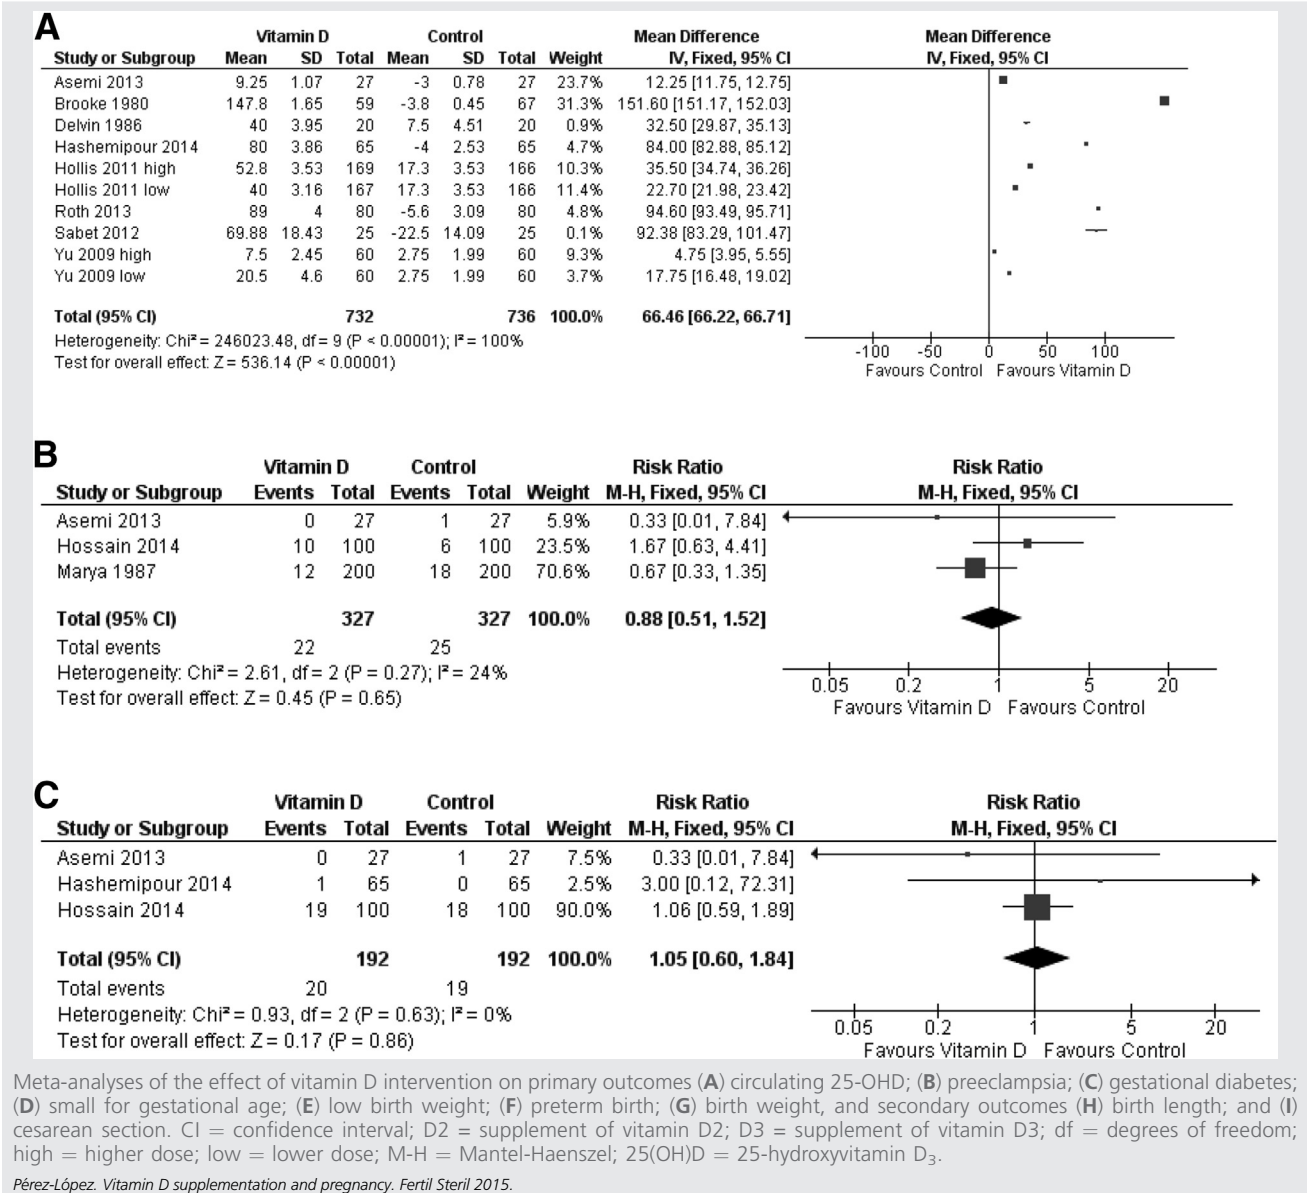 A
Vitamin D Control Mean Difference Mean Difference
Study or Subgroup Mean SD Total Mean SD Total Weight IV, Fixed, 95% CI IV, Fixed, 95% CI
Asemi 2013 9.25 1.07 27 -3 0.78 27 23.7% 12.25 [11.75, 12.75]
Brooke 1980 147.8 1.65 59 -3.8 0.45 67 31.3% 151.60 [151.17, 152.03]
Delvin 1986 40 3.95 20 7.5 4.51 20 0.9% 32.50 [29.87, 35.13]
Hashemipour 2014 80 3.86 65 -4 2.53 65 4.7% 84.00 [82.88, 85.12]
Hollis 2011 high 52.8 3.53 169 17.3 3.53 166 10.3% 35.50 [34.74, 36.26]
Hollis 2011 low 40 3.16 167 17.3 3.53 166 11.4% 22.70 [21.98, 23.42]
Roth 2013 89 4 80 -5.6 3.09 80 4.8% 94.60 [93.49, 95.71]
Sabet 2012 69.88 18.43 25 -22.5 14.09 25 0.1% 92.38 [83.29, 101.47]
Yu 2009 high 7.5 2.45 60 2.75 1.99 60 9.3% 4.75 [3.95, 5.55]
Yu 2009 low 20.5 4.6 60 2.75 1.99 60 3.7% 17.75 [16.48, 19.02]
Total (95% CI) 732 736 100.0% 66.46 [66.22, 66.71]
Heterogeneity: Chi² = 246023.48, df = 9 (P < 0.00001); I² = 100%
Test for overall effect: Z = 536.14 (P < 0.00001)
-100 -50 0 50 100
Favours Control Favours Vitamin D
B
Vitamin D Control Risk Ratio Risk Ratio
Study or Subgroup Events Total Events Total Weight M-H, Fixed, 95% CI M-H, Fixed, 95% CI
Asemi 2013 0 27 1 27 5.9% 0.33 [0.01, 7.84]
Hossain 2014 10 100 6 100 23.5% 1.67 [0.63, 4.41]
Marya 1987 12 200 18 200 70.6% 0.67 [0.33, 1.35]
Total (95% CI) 327 327 100.0% 0.88 [0.51, 1.52]
Total events 22 25
Heterogeneity: Chi² = 2.61, df = 2 (P = 0.27); I² = 24%
Test for overall effect: Z = 0.45 (P = 0.65)
0.05 0.2 1 5 20
Favours Vitamin D Favours Control
C
Vitamin D Control Risk Ratio Risk Ratio
Study or Subgroup Events Total Events Total Weight M-H, Fixed, 95% CI M-H, Fixed, 95% CI
Asemi 2013 0 27 1 27 7.5% 0.33 [0.01, 7.84]
Hashemipour 2014 1 65 0 65 2.5% 3.00 [0.12, 72.31]
Hossain 2014 19 100 18 100 90.0% 1.06 [0.59, 1.89]
Total (95% CI) 192 192 100.0% 1.05 [0.60, 1.84]
Total events 20 19
Heterogeneity: Chi² = 0.93, df = 2 (P = 0.63); I² = 0%
Test for overall effect: Z = 0.17 (P = 0.86)
0.05 0.2 1 5 20
Favours Vitamin D Favours Control
Meta-analyses of the effect of vitamin D intervention on primary outcomes (A) circulating 25-OHD; (B) preeclampsia; (C) gestational diabetes;
(D) small for gestational age; (E) low birth weight; (F) preterm birth; (G) birth weight, and secondary outcomes (H) birth length; and (I)
cesarean section. CI = confidence interval; D2 = supplement of vitamin D2; D3 = supplement of vitamin D3; df = degrees of freedom;
high = higher dose; low = lower dose; M-H = Mantel-Haenszel; 25(OH)D = 25-hydroxyvitamin D₃.
Pérez-López. Vitamin D supplementation and pregnancy. Fertil Steril 2015.